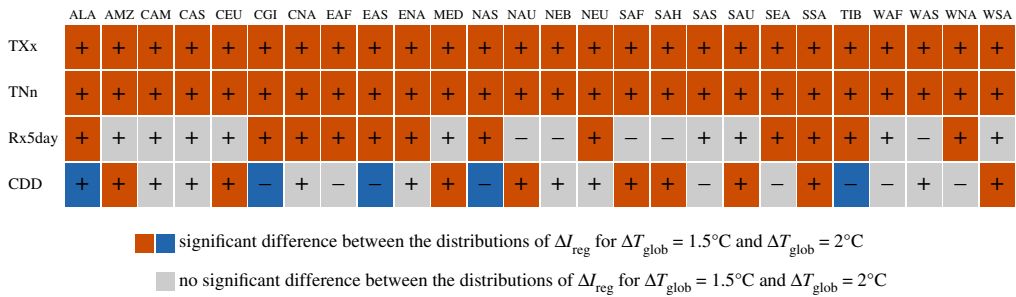 ALA AMZ CAM CAS CEU CGI CNA EAF EAS ENA MED NAS NAU NEB NEU SAF SAH SAS SAU SEA SSA TIB WAF WAS WNA WSA
TXx + + + + + + + + + + + + + + + + + + + + + + + + + +
TNn + + + + + + + + + + + + + + + + + + + + + + + + + +
Rx5day + + + + + + + + + + + + − − + − − + + + + + + − + +
CDD + + + + + − + − − + + − + + + + + − + − + − − + − +
significant difference between the distributions of ΔI_reg for ΔT_glob = 1.5°C and ΔT_glob = 2°C
no significant difference between the distributions of ΔI_reg for ΔT_glob = 1.5°C and ΔT_glob = 2°C